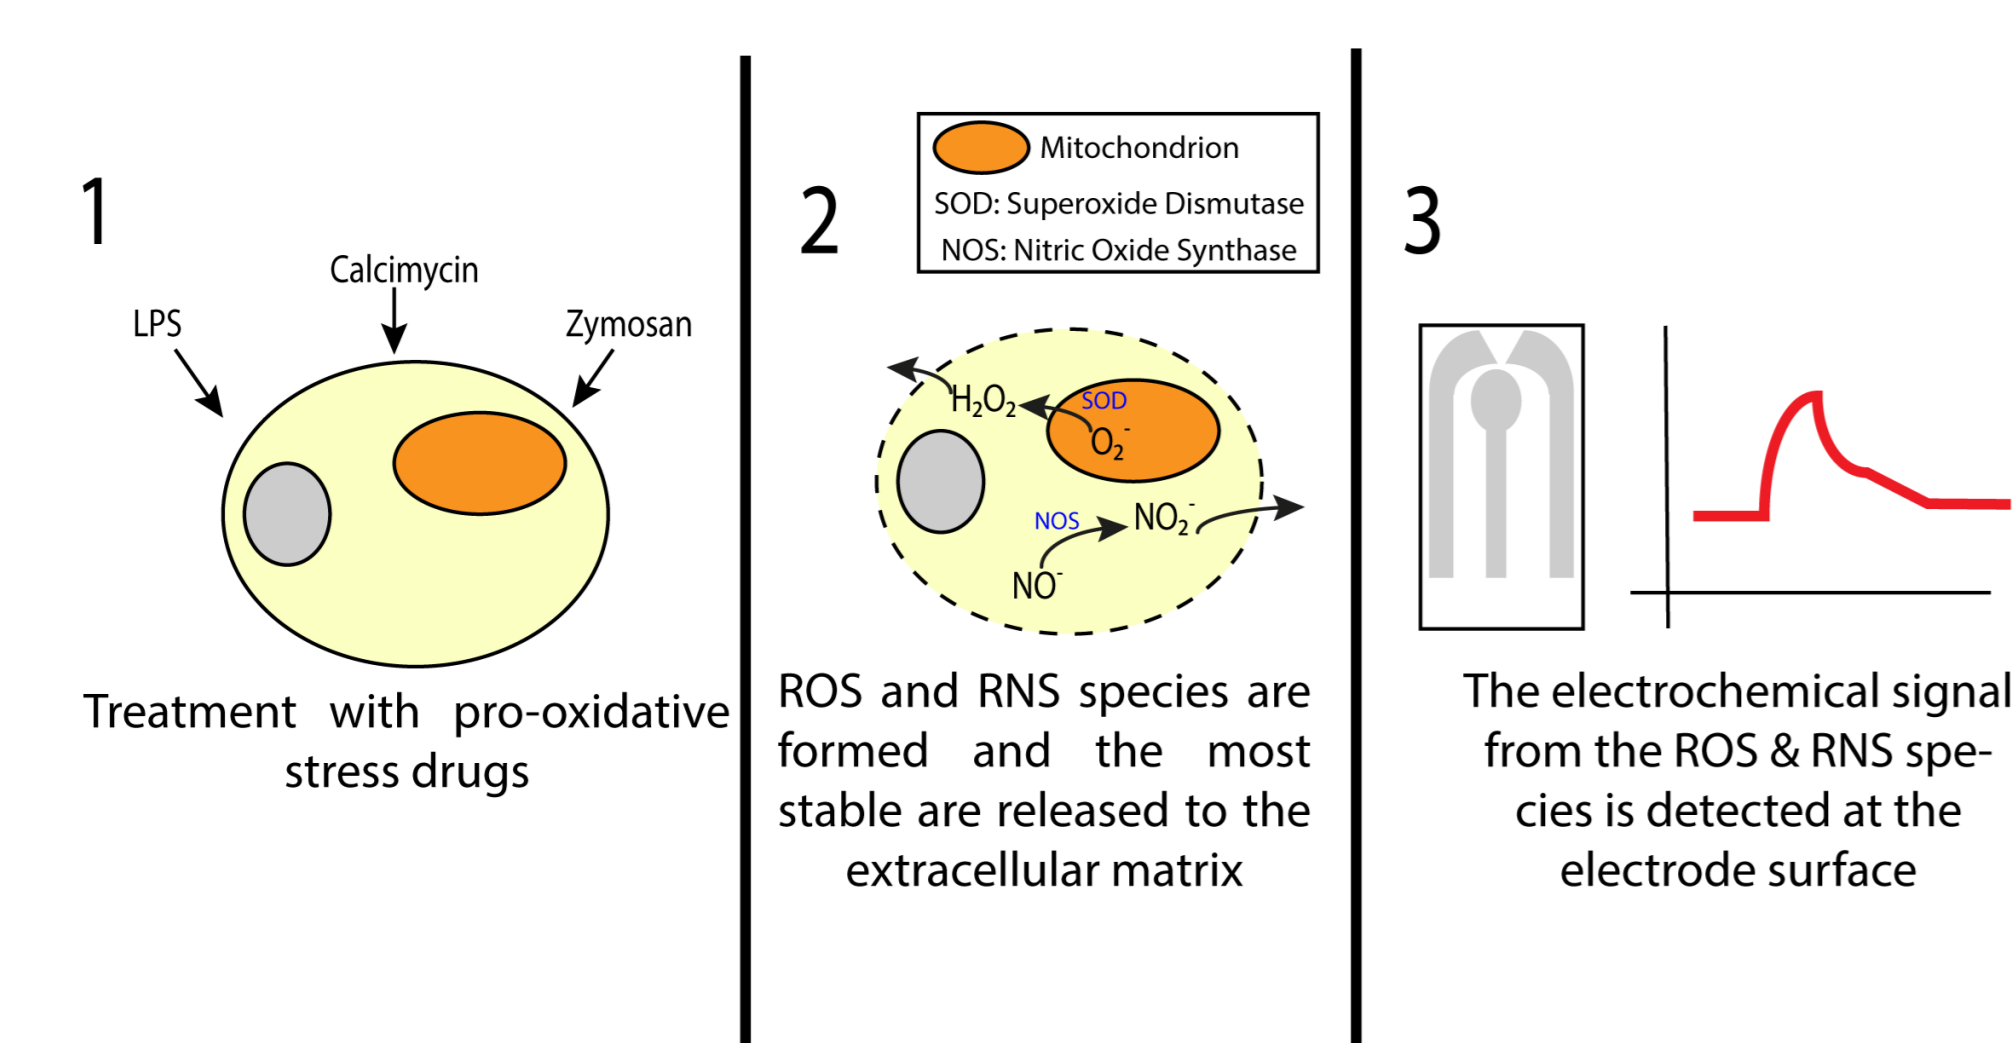 1
LPS
Calcimycin
Zymosan
Treatment with pro-oxidative
stress drugs
2
Mitochondrion
SOD: Superoxide Dismutase
NOS: Nitric Oxide Synthase
H₂O₂
SOD
O₂⁻
NOS
NO₂⁻
NO⁻
ROS and RNS species are
formed and the most
stable are released to the
extracellular matrix
3
The electrochemical signal
from the ROS & RNS spe-
cies is detected at the
electrode surface